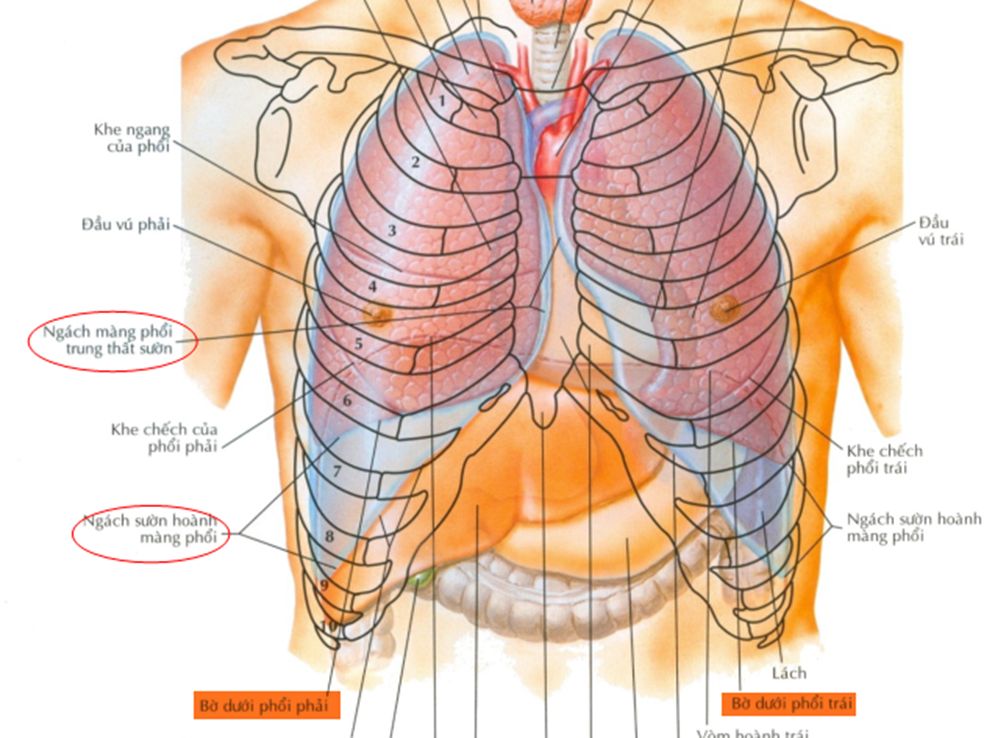 Khe ngang
của phổi
Đầu vú phải
Ngách màng phổi
trung thất sườn
Khe chếch của
phổi phải
Ngách sườn hoành
màng phổi
Bờ dưới phổi phải
1
2
3
4
5
6
7
8
9
10
Đầu
vú trái
Khe chếch
phổi trái
Ngách sườn hoành
màng phổi
Lách
Bờ dưới phổi trái
Vòm hoành trái